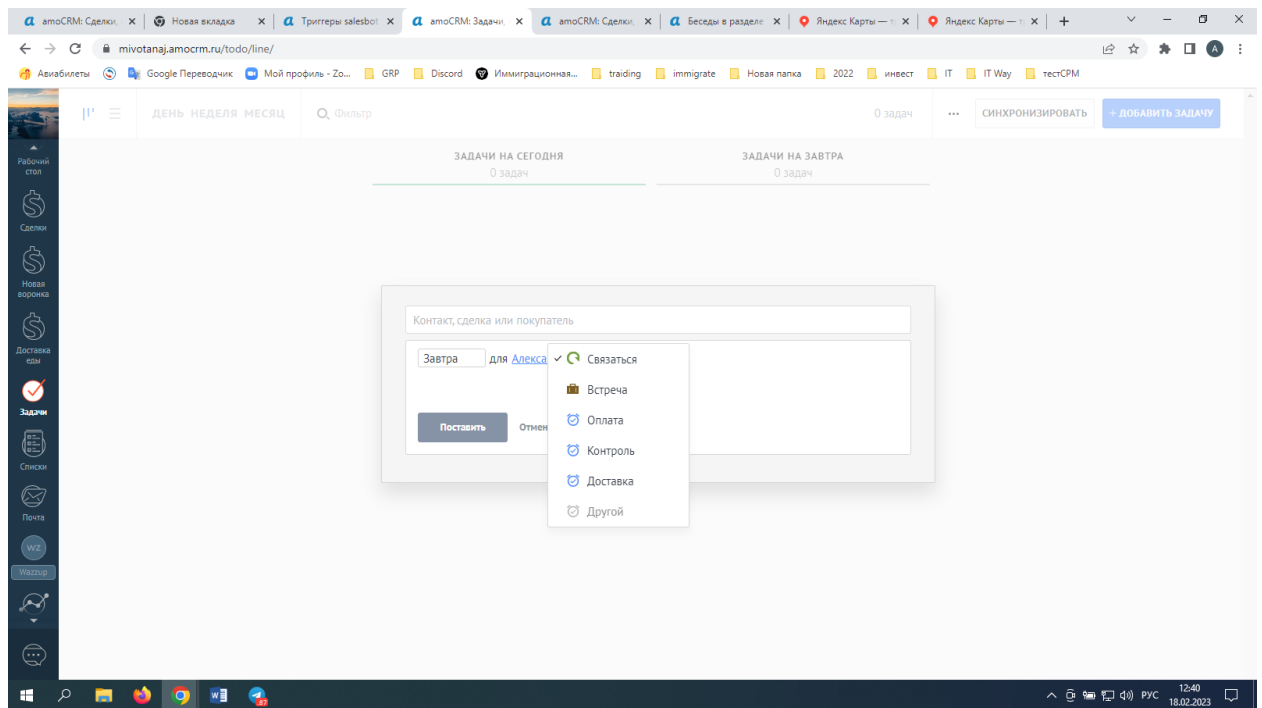 amoCRM: Сделки,
Новая вкладка
Триггеры salesbot
amoCRM: Задачи,
amoCRM: Сделки,
Беседы в разделе
Яндекс Карты —
Яндекс Карты —
mivotanaj.amocrm.ru/todo/line/
A
Авиабилеты
Google Переводчик
Мой профиль - Zo...
GRP
Discord
Иммиграционная...
traiding
immigrate
Новая папка
2022
инвест
IT
IT Way
тестСРМ
ДЕНЬ НЕДЕЛЯ МЕСЯЦ
Фильтр
0 задач
СИНХРОНИЗИРОВАТЬ
+ ДОБАВИТЬ ЗАДАЧУ
Рабочий
стол
Сделки
Новая
воронка
Доставка
еды
Задачи
Списки
Почта
WZ
Wazzup
ЗАДАЧИ НА СЕГОДНЯ
0 задач
ЗАДАЧИ НА ЗАВТРА
0 задач
Контакт, сделка или покупатель
Завтра для Алекса
Связаться
Встреча
Оплата
Контроль
Доставка
Другой
Поставить
Отмен
87
РУС
12:40
18.02.2023